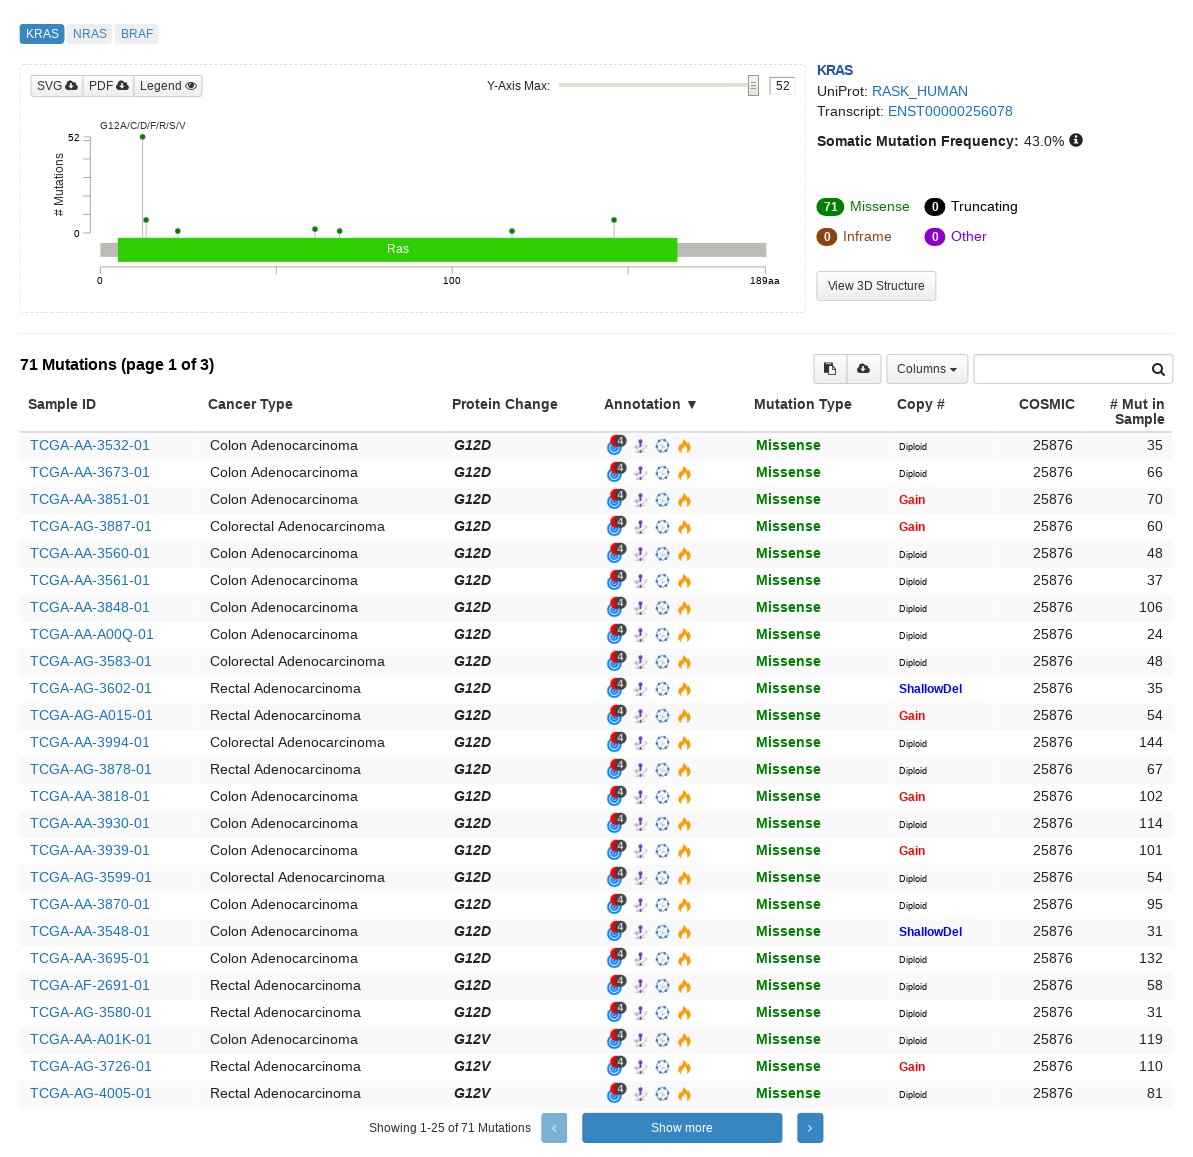 KRAS NRAS BRAF
SVG PDF Legend Y-Axis Max: 52
KRAS
UniProt: RASK_HUMAN
Transcript: ENST00000256078
Somatic Mutation Frequency: 43.0%
G12A/C/D/F/R/S/V
52
# Mutations
0
Ras
0 100 189aa
71 Missense 0 Truncating
0 Inframe 0 Other
View 3D Structure
71 Mutations (page 1 of 3) Columns
Sample ID Cancer Type Protein Change Annotation ▼ Mutation Type Copy # COSMIC # Mut in
Sample
TCGA-AA-3532-01 Colon Adenocarcinoma G12D 4 Missense Diploid 25876 35
TCGA-AA-3673-01 Colon Adenocarcinoma G12D 4 Missense Diploid 25876 66
TCGA-AA-3851-01 Colon Adenocarcinoma G12D 4 Missense Gain 25876 70
TCGA-AG-3887-01 Colorectal Adenocarcinoma G12D 4 Missense Gain 25876 60
TCGA-AA-3560-01 Colon Adenocarcinoma G12D 4 Missense Diploid 25876 48
TCGA-AA-3561-01 Colon Adenocarcinoma G12D 4 Missense Diploid 25876 37
TCGA-AA-3848-01 Colon Adenocarcinoma G12D 4 Missense Diploid 25876 106
TCGA-AA-A00Q-01 Colon Adenocarcinoma G12D 4 Missense Diploid 25876 24
TCGA-AG-3583-01 Colorectal Adenocarcinoma G12D 4 Missense Diploid 25876 48
TCGA-AG-3602-01 Rectal Adenocarcinoma G12D 4 Missense ShallowDel 25876 35
TCGA-AG-A015-01 Rectal Adenocarcinoma G12D 4 Missense Gain 25876 54
TCGA-AA-3994-01 Colorectal Adenocarcinoma G12D 4 Missense Diploid 25876 144
TCGA-AG-3878-01 Rectal Adenocarcinoma G12D 4 Missense Diploid 25876 67
TCGA-AA-3818-01 Colon Adenocarcinoma G12D 4 Missense Gain 25876 102
TCGA-AA-3930-01 Colon Adenocarcinoma G12D 4 Missense Diploid 25876 114
TCGA-AA-3939-01 Colon Adenocarcinoma G12D 4 Missense Gain 25876 101
TCGA-AG-3599-01 Colorectal Adenocarcinoma G12D 4 Missense Diploid 25876 54
TCGA-AA-3870-01 Colon Adenocarcinoma G12D 4 Missense Diploid 25876 95
TCGA-AA-3548-01 Colon Adenocarcinoma G12D 4 Missense ShallowDel 25876 31
TCGA-AA-3695-01 Colon Adenocarcinoma G12D 4 Missense Diploid 25876 132
TCGA-AF-2691-01 Rectal Adenocarcinoma G12D 4 Missense Diploid 25876 58
TCGA-AG-3580-01 Rectal Adenocarcinoma G12D 4 Missense Diploid 25876 31
TCGA-AA-A01K-01 Colon Adenocarcinoma G12V 4 Missense Diploid 25876 119
TCGA-AG-3726-01 Rectal Adenocarcinoma G12V 4 Missense Gain 25876 110
TCGA-AG-4005-01 Rectal Adenocarcinoma G12V 4 Missense Diploid 25876 81
Showing 1-25 of 71 Mutations ‹ Show more ›